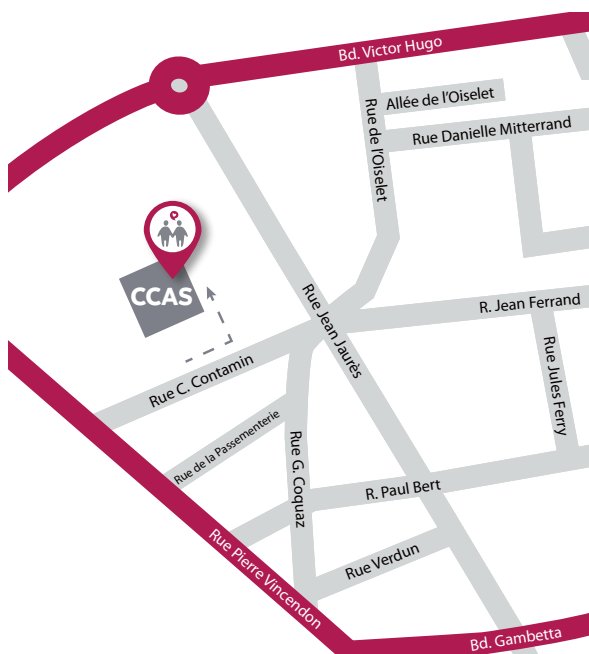 Bd. Victor Hugo
Allée de l'Oiselet
Rue Danielle Mitterrand
Rue de l'Oiselet
CCAS
R. Jean Ferrand
Rue Jean Jaurès
Rue Jules Ferry
Rue C. Contamin
Rue de la Passementerie
Rue G. Coquaz
R. Paul Bert
Rue Verdun
Rue Pierre Vincendon
Bd. Gambetta